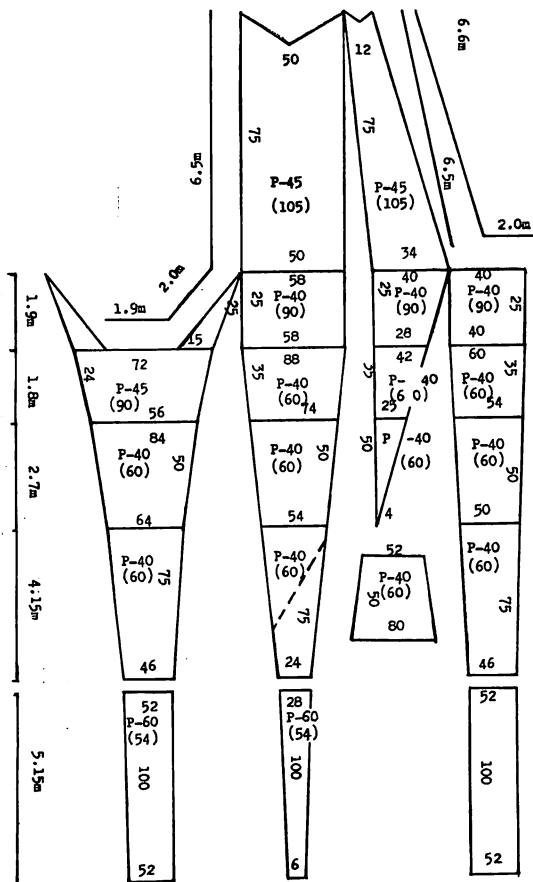 6.6m
12
50
75
75
6.5m
6.5m
P-45
(105)
P-45
(105)
2.0m
2.0m
50
34
1.9m
1.9m
15
25
58
25
P-40
(90)
58
40
25
P-40
(90)
28
40
P-40
(90)
25
40
1.8m
24
72
P-45
(90)
56
88
35
P-40
(60)
74
42
35
P- 40
(6 0)
25
60
35
P-40
(60)
54
2.7m
84
P-40
(60)
50
64
P-40
(60)
50
54
50
P -40
(60)
4
P-40
(60)
50
50
4.15m
P-40
(60)
75
46
P-40
(60)
75
24
52
P-40
(60)
50
80
P-40
(60)
75
46
5.15m
52
P-60
(54)
100
52
28
P-60
(54)
100
6
52
100
52